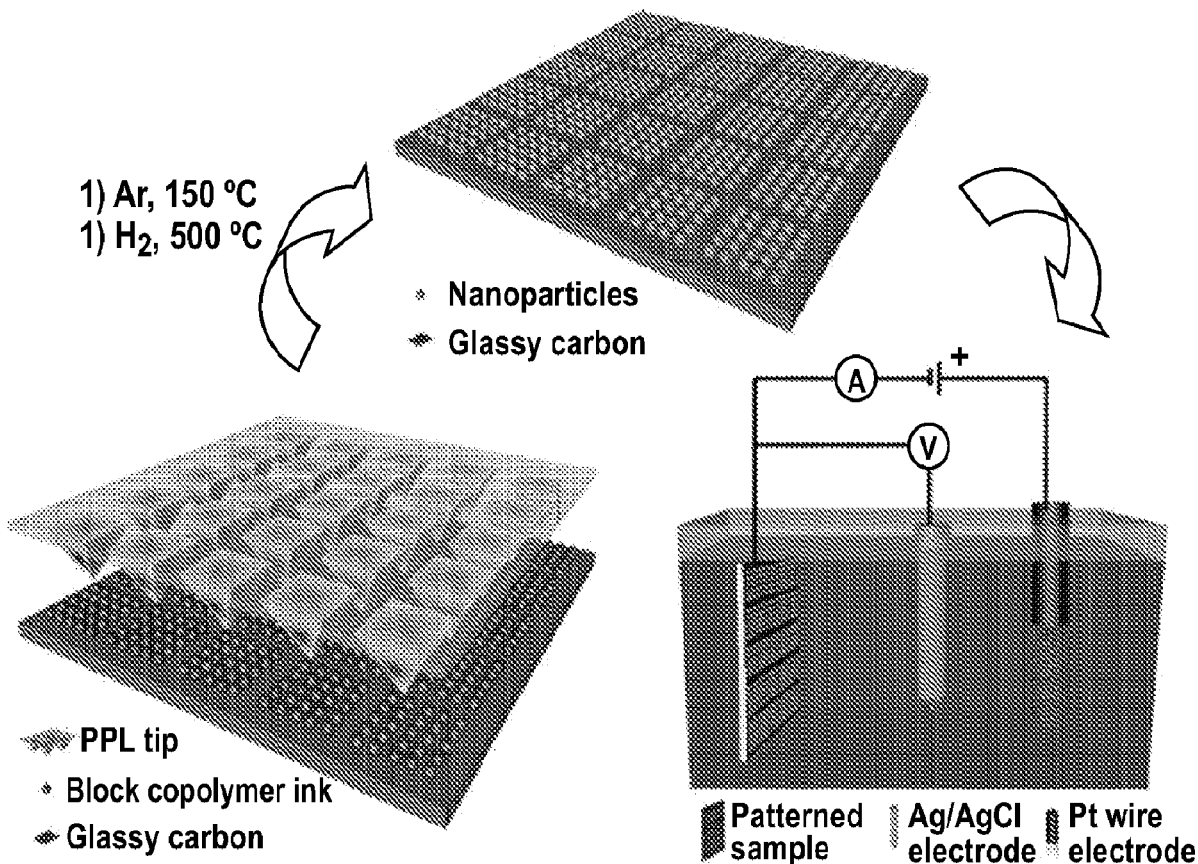 1) Ar, 150 ºC
1) H₂, 500 ºC
Nanoparticles
Glassy carbon
A
+
V
PPL tip
Block copolymer ink
Glassy carbon
Patterned sample
Ag/AgCl electrode
Pt wire electrode